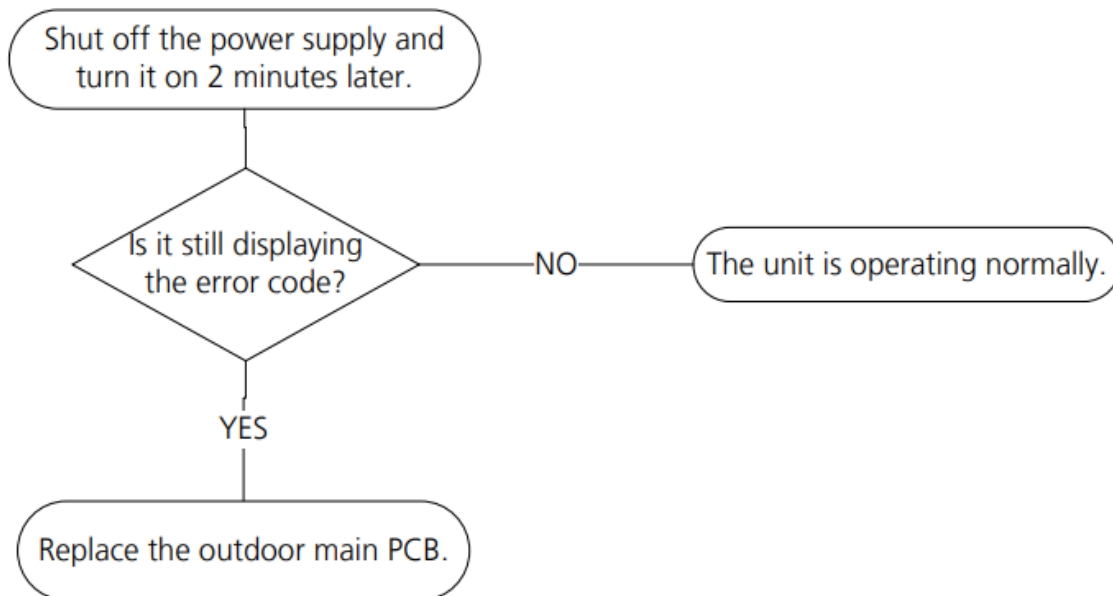 Shut off the power supply and
turn it on 2 minutes later.
Is it still displaying
the error code?
NO
The unit is operating normally.
YES
Replace the outdoor main PCB.